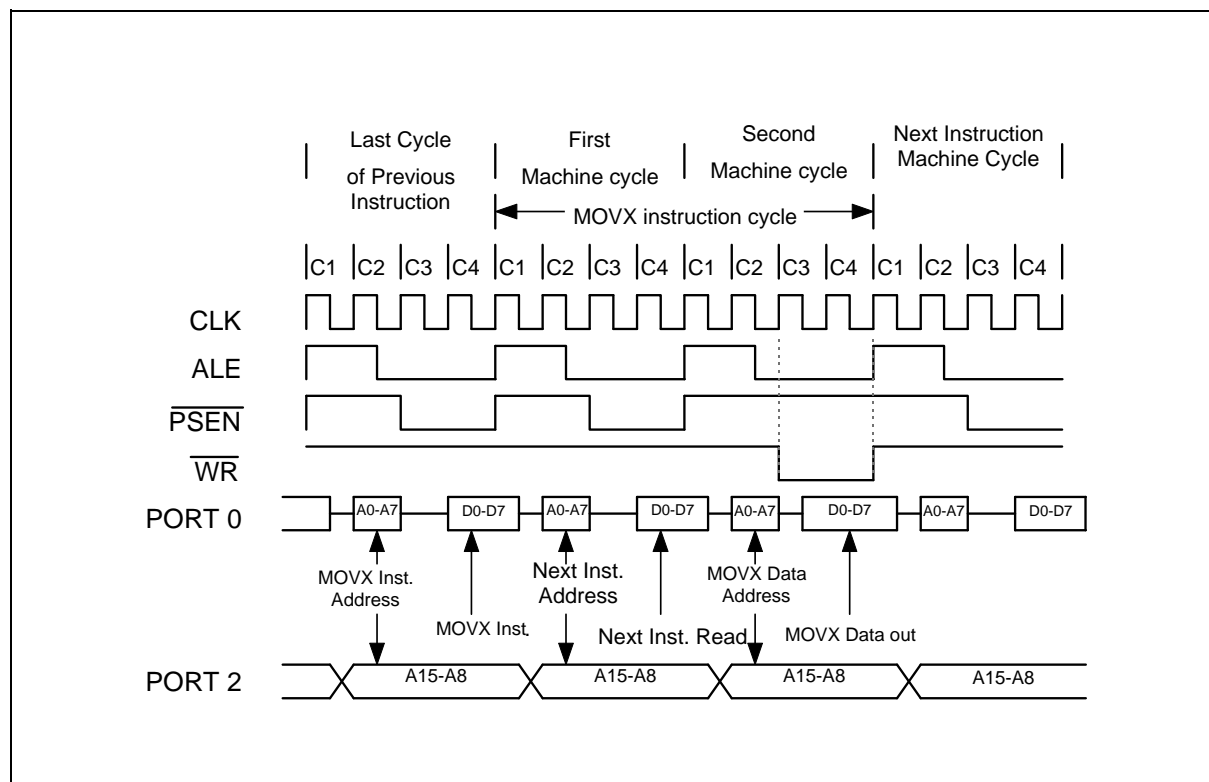 Last Cycle
of Previous
Instruction
First
Machine cycle
Second
Machine cycle
Next Instruction
Machine Cycle
MOVX instruction cycle
C1 C2 C3 C4 C1 C2 C3 C4 C1 C2 C3 C4 C1 C2 C3 C4
CLK
ALE
PSEN
WR
PORT 0
A0-A7 D0-D7 A0-A7 D0-D7 A0-A7 D0-D7 A0-A7 D0-D7
MOVX Inst.
Address
MOVX Inst.
Next Inst.
Address
Next Inst. Read
MOVX Data
Address
MOVX Data out
PORT 2
A15-A8 A15-A8 A15-A8 A15-A8